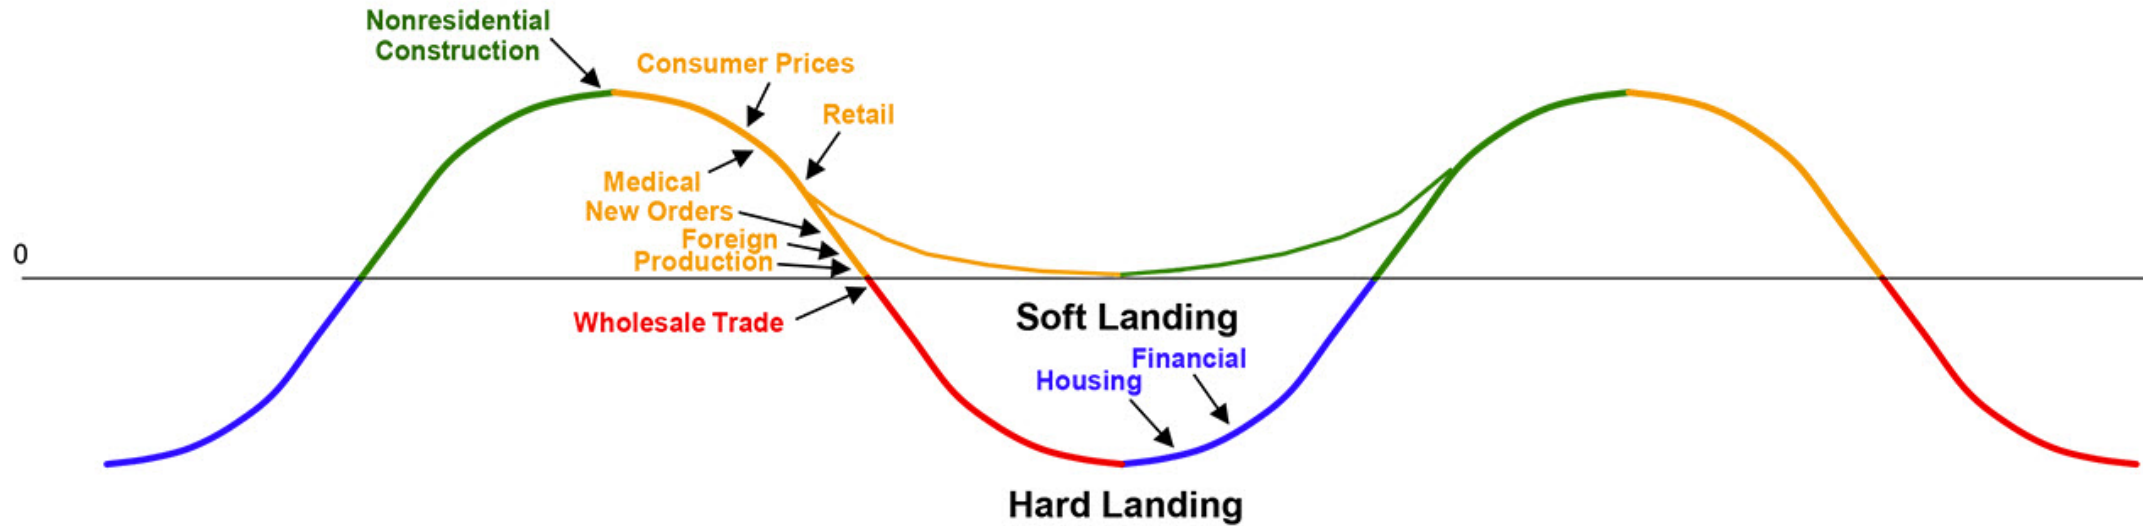 Nonresidential
Construction
Consumer Prices
Retail
Medical
New Orders
Foreign
Production
0
Wholesale Trade
Soft Landing
Financial
Housing
Hard Landing